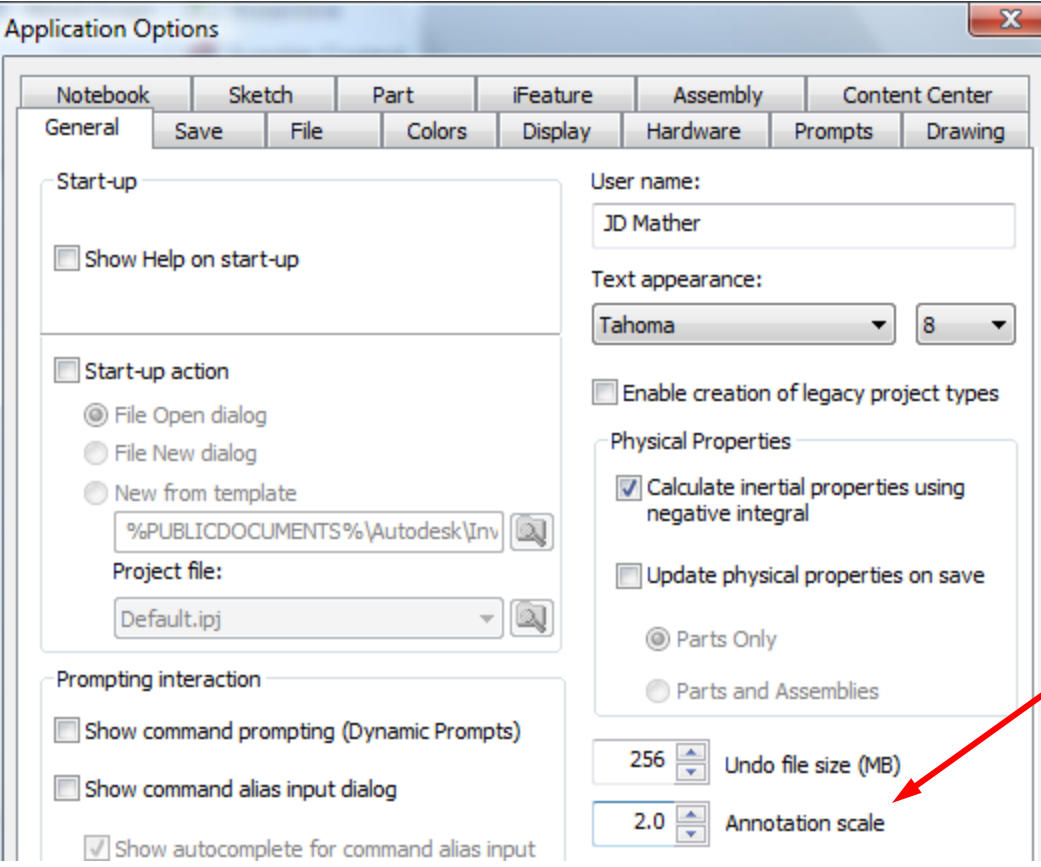 Application Options
Notebook Sketch Part iFeature Assembly Content Center
General Save File Colors Display Hardware Prompts Drawing
Start-up
Show Help on start-up
Start-up action
File Open dialog
File New dialog
New from template
%PUBLICDOCUMENTS%\Autodesk\Inv
Project file:
Default.ipj
Prompting interaction
Show command prompting (Dynamic Prompts)
Show command alias input dialog
Show autocomplete for command alias input
User name:
JD Mather
Text appearance:
Tahoma 8
Enable creation of legacy project types
Physical Properties
Calculate inertial properties using
negative integral
Update physical properties on save
Parts Only
Parts and Assemblies
256 Undo file size (MB)
2.0 Annotation scale